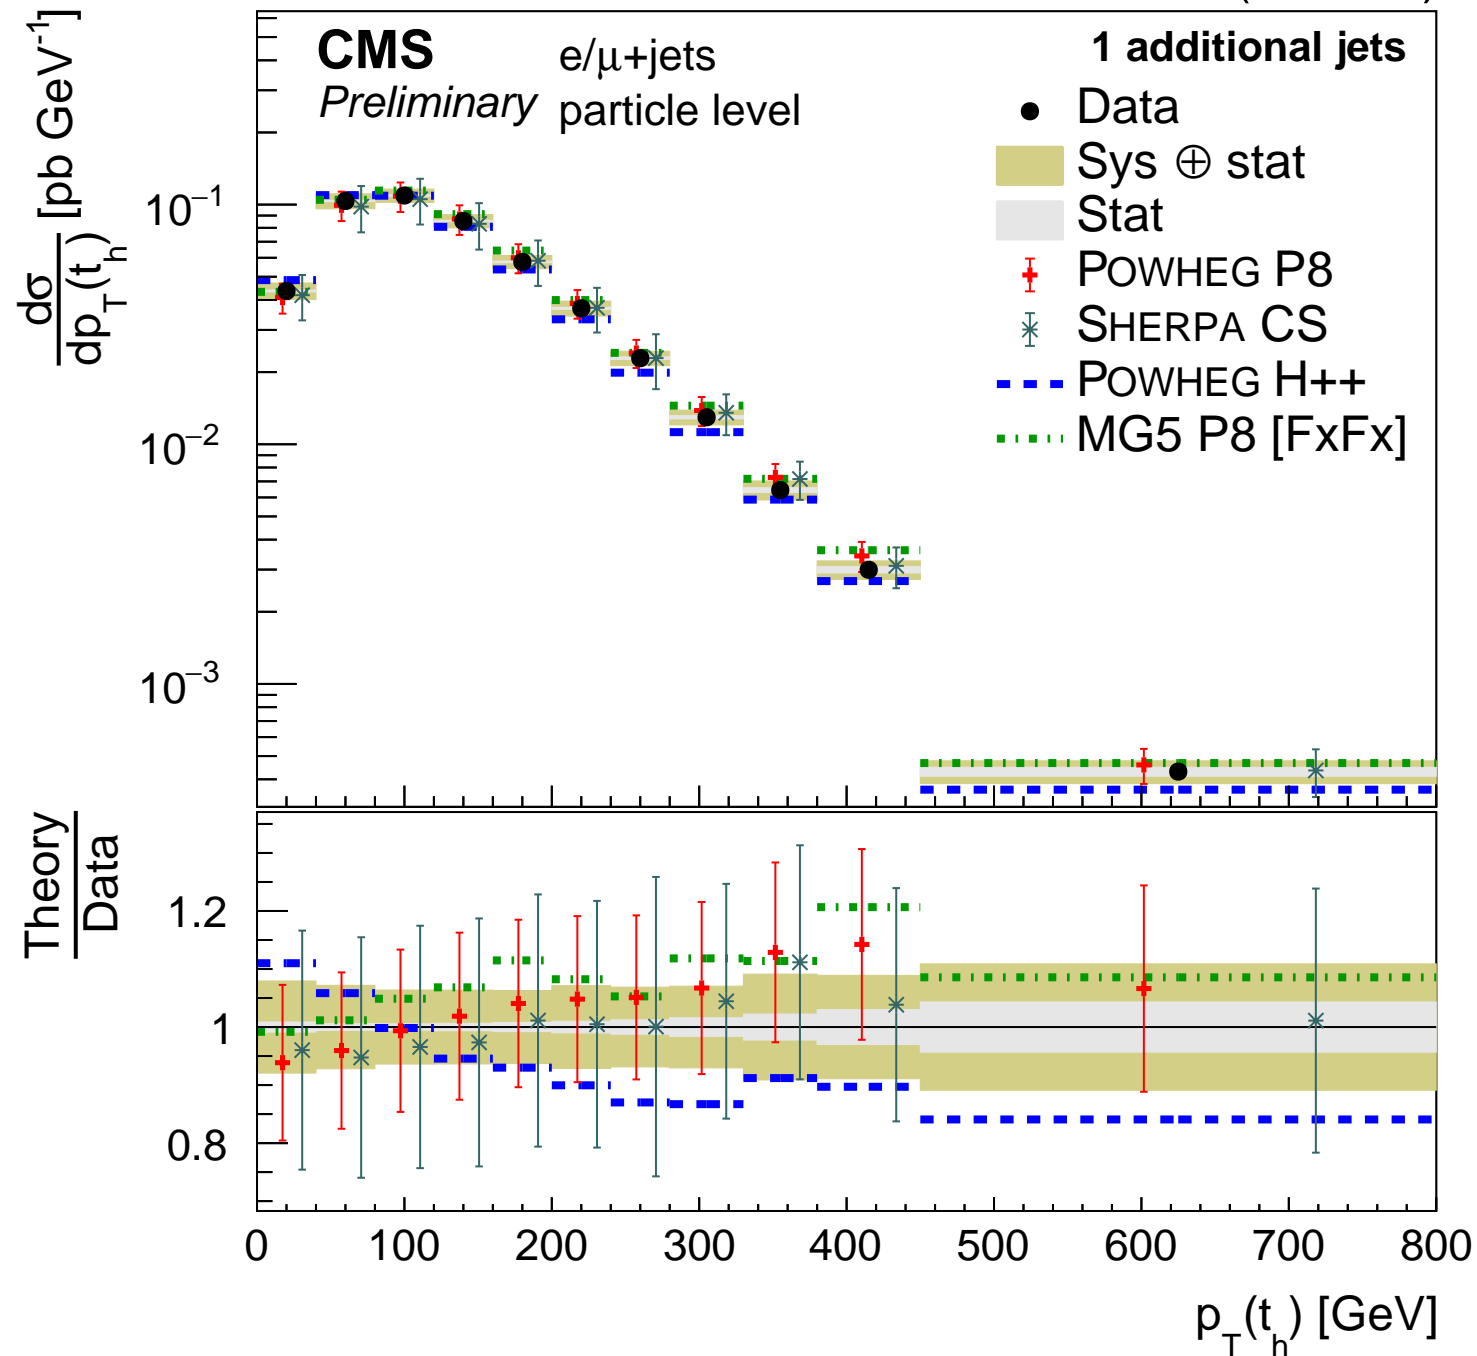 CMS
Preliminary
e/μ+jets
particle level
1 additional jets
Data
Sys ⊕ stat
Stat
POWHEG P8
SHERPA CS
POWHEG H++
MG5 P8 [FxFx]
dσ
dp_T(t_h) [pb GeV⁻¹]
10⁻¹
10⁻²
10⁻³
Theory
Data
1.2
1
0.8
0 100 200 300 400 500 600 700 800
p_T(t_h) [GeV]